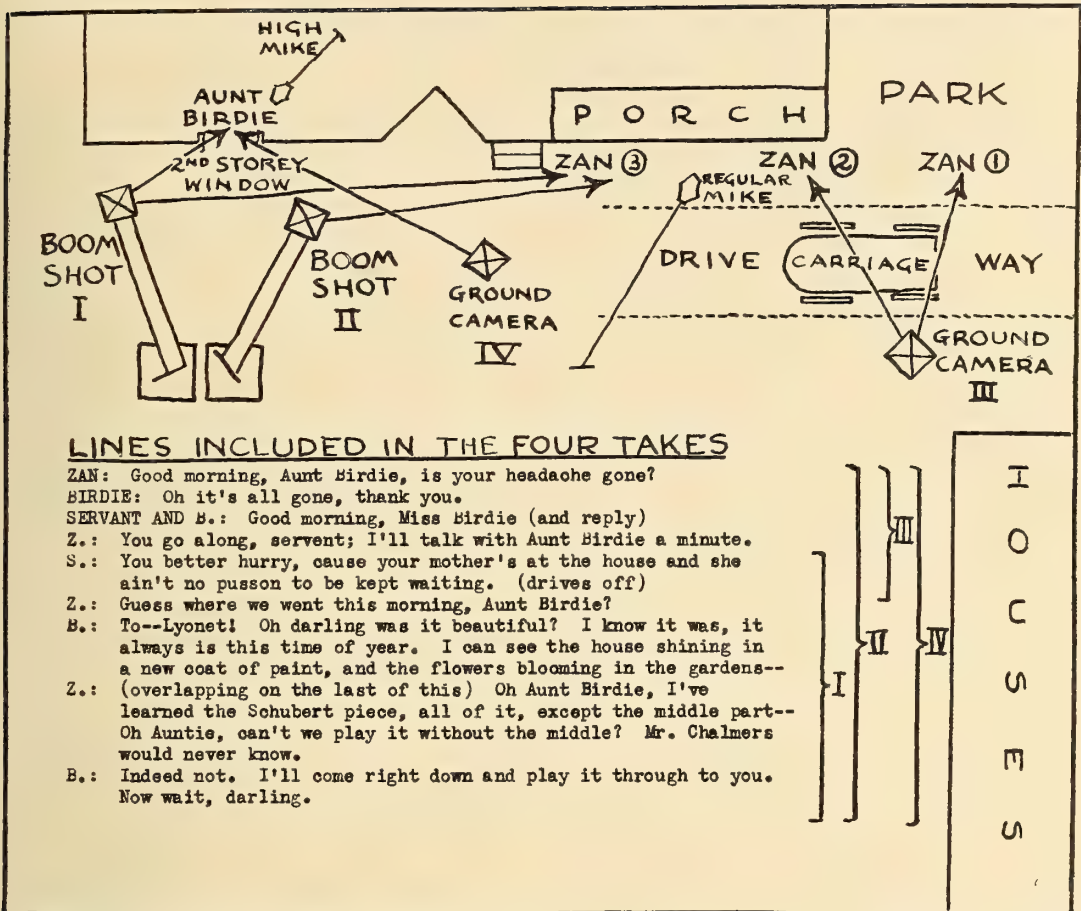 HIGH
MIKE
AUNT
BIRDIE
2ND STOREY
WINDOW
PORCH
PARK
ZAN ③
ZAN ②
ZAN ①
REGULAR
MIKE
BOOM
SHOT
I
BOOM
SHOT
II
GROUND
CAMERA
IV
DRIVE
CARRIAGE
WAY
GROUND
CAMERA
III
LINES INCLUDED IN THE FOUR TAKES
ZAN: Good morning, Aunt Birdie, is your headache gone?
BIRDIE: Oh it's all gone, thank you.
SERVANT AND B.: Good morning, Miss Birdie (and reply)
Z.: You go along, servent; I'll talk with Aunt Birdie a minute.
S.: You better hurry, cause your mother's at the house and she
ain't no pusson to be kept waiting. (drives off)
Z.: Guess where we went this morning, Aunt Birdie?
B.: To--Lyonet! Oh darling was it beautiful? I know it was, it
always is this time of year. I can see the house shining in
a new coat of paint, and the flowers blooming in the gardens--
Z.: (overlapping on the last of this) Oh Aunt Birdie, I've
learned the Schubert piece, all of it, except the middle part--
Oh Auntie, can't we play it without the middle? Mr. Chalmers
would never know.
B.: Indeed not. I'll come right down and play it through to you.
Now wait, darling.
I
II
III
IV
HOUSES